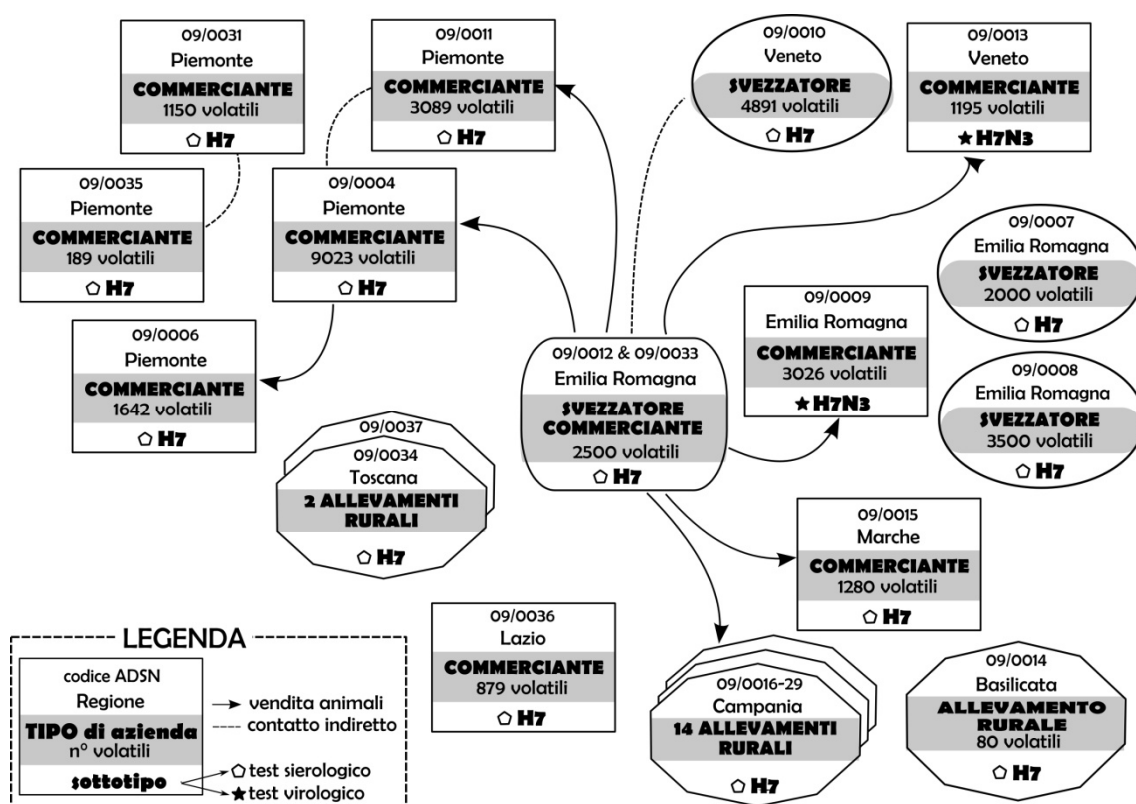 09/0031
Piemonte
COMMERCIANTE
1150 volatili
H7
09/0011
Piemonte
COMMERCIANTE
3089 volatili
H7
09/0010
Veneto
SVEZZATORE
4891 volatili
H7
09/0013
Veneto
COMMERCIANTE
1195 volatili
H7N3
09/0035
Piemonte
COMMERCIANTE
189 volatili
H7
09/0004
Piemonte
COMMERCIANTE
9023 volatili
H7
09/0007
Emilia Romagna
SVEZZATORE
2000 volatili
H7
09/0006
Piemonte
COMMERCIANTE
1642 volatili
H7
09/0012 & 09/0033
Emilia Romagna
SVEZZATORE
COMMERCIANTE
2500 volatili
H7
09/0009
Emilia Romagna
COMMERCIANTE
3026 volatili
H7N3
09/0008
Emilia Romagna
SVEZZATORE
3500 volatili
H7
09/0037
09/0034
Toscana
2 ALLEVAMENTI
RURALI
H7
09/0015
Marche
COMMERCIANTE
1280 volatili
H7
09/0036
Lazio
COMMERCIANTE
879 volatili
H7
09/0016-29
Campania
14 ALLEVAMENTI
RURALI
H7
09/0014
Basilicata
ALLEVAMENTO
RURALE
80 volatili
H7
LEGENDA
codice ADSN
Regione
TIPO di azienda
n° volatili
sottotipo
vendita animali
contatto indiretto
test sierologico
test virologico